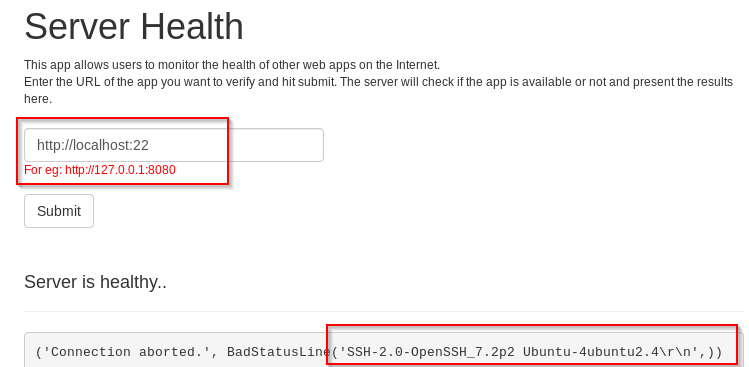 Server Health
This app allows users to monitor the health of other web apps on the Internet.
Enter the URL of the app you want to verify and hit submit. The server will check if the app is available or not and present the results
here.
http://localhost:22
For eg: http://127.0.0.1:8080
Submit
Server is healthy..
('Connection aborted.', BadStatusLine('SSH-2.0-OpenSSH_7.2p2 Ubuntu-4ubuntu2.4\r\n',))